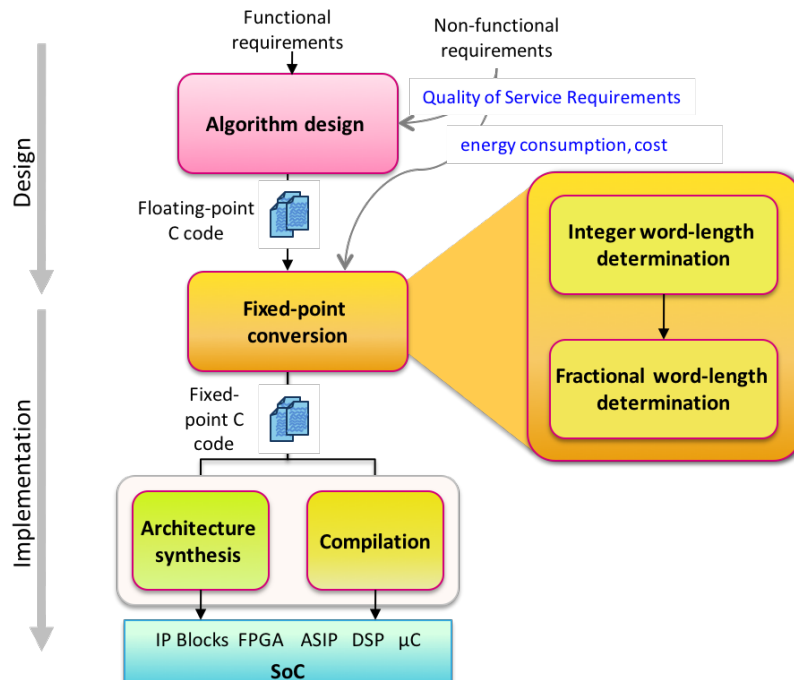 Functional
requirements
Non-functional
requirements
Quality of Service Requirements
Algorithm design
energy consumption, cost
Design
Floating-point
C code
Integer word-length
determination
Fixed-point
conversion
Fractional word-length
determination
Fixed-
point C
code
Implementation
Architecture
synthesis
Compilation
IP Blocks FPGA ASIP DSP µC
SoC